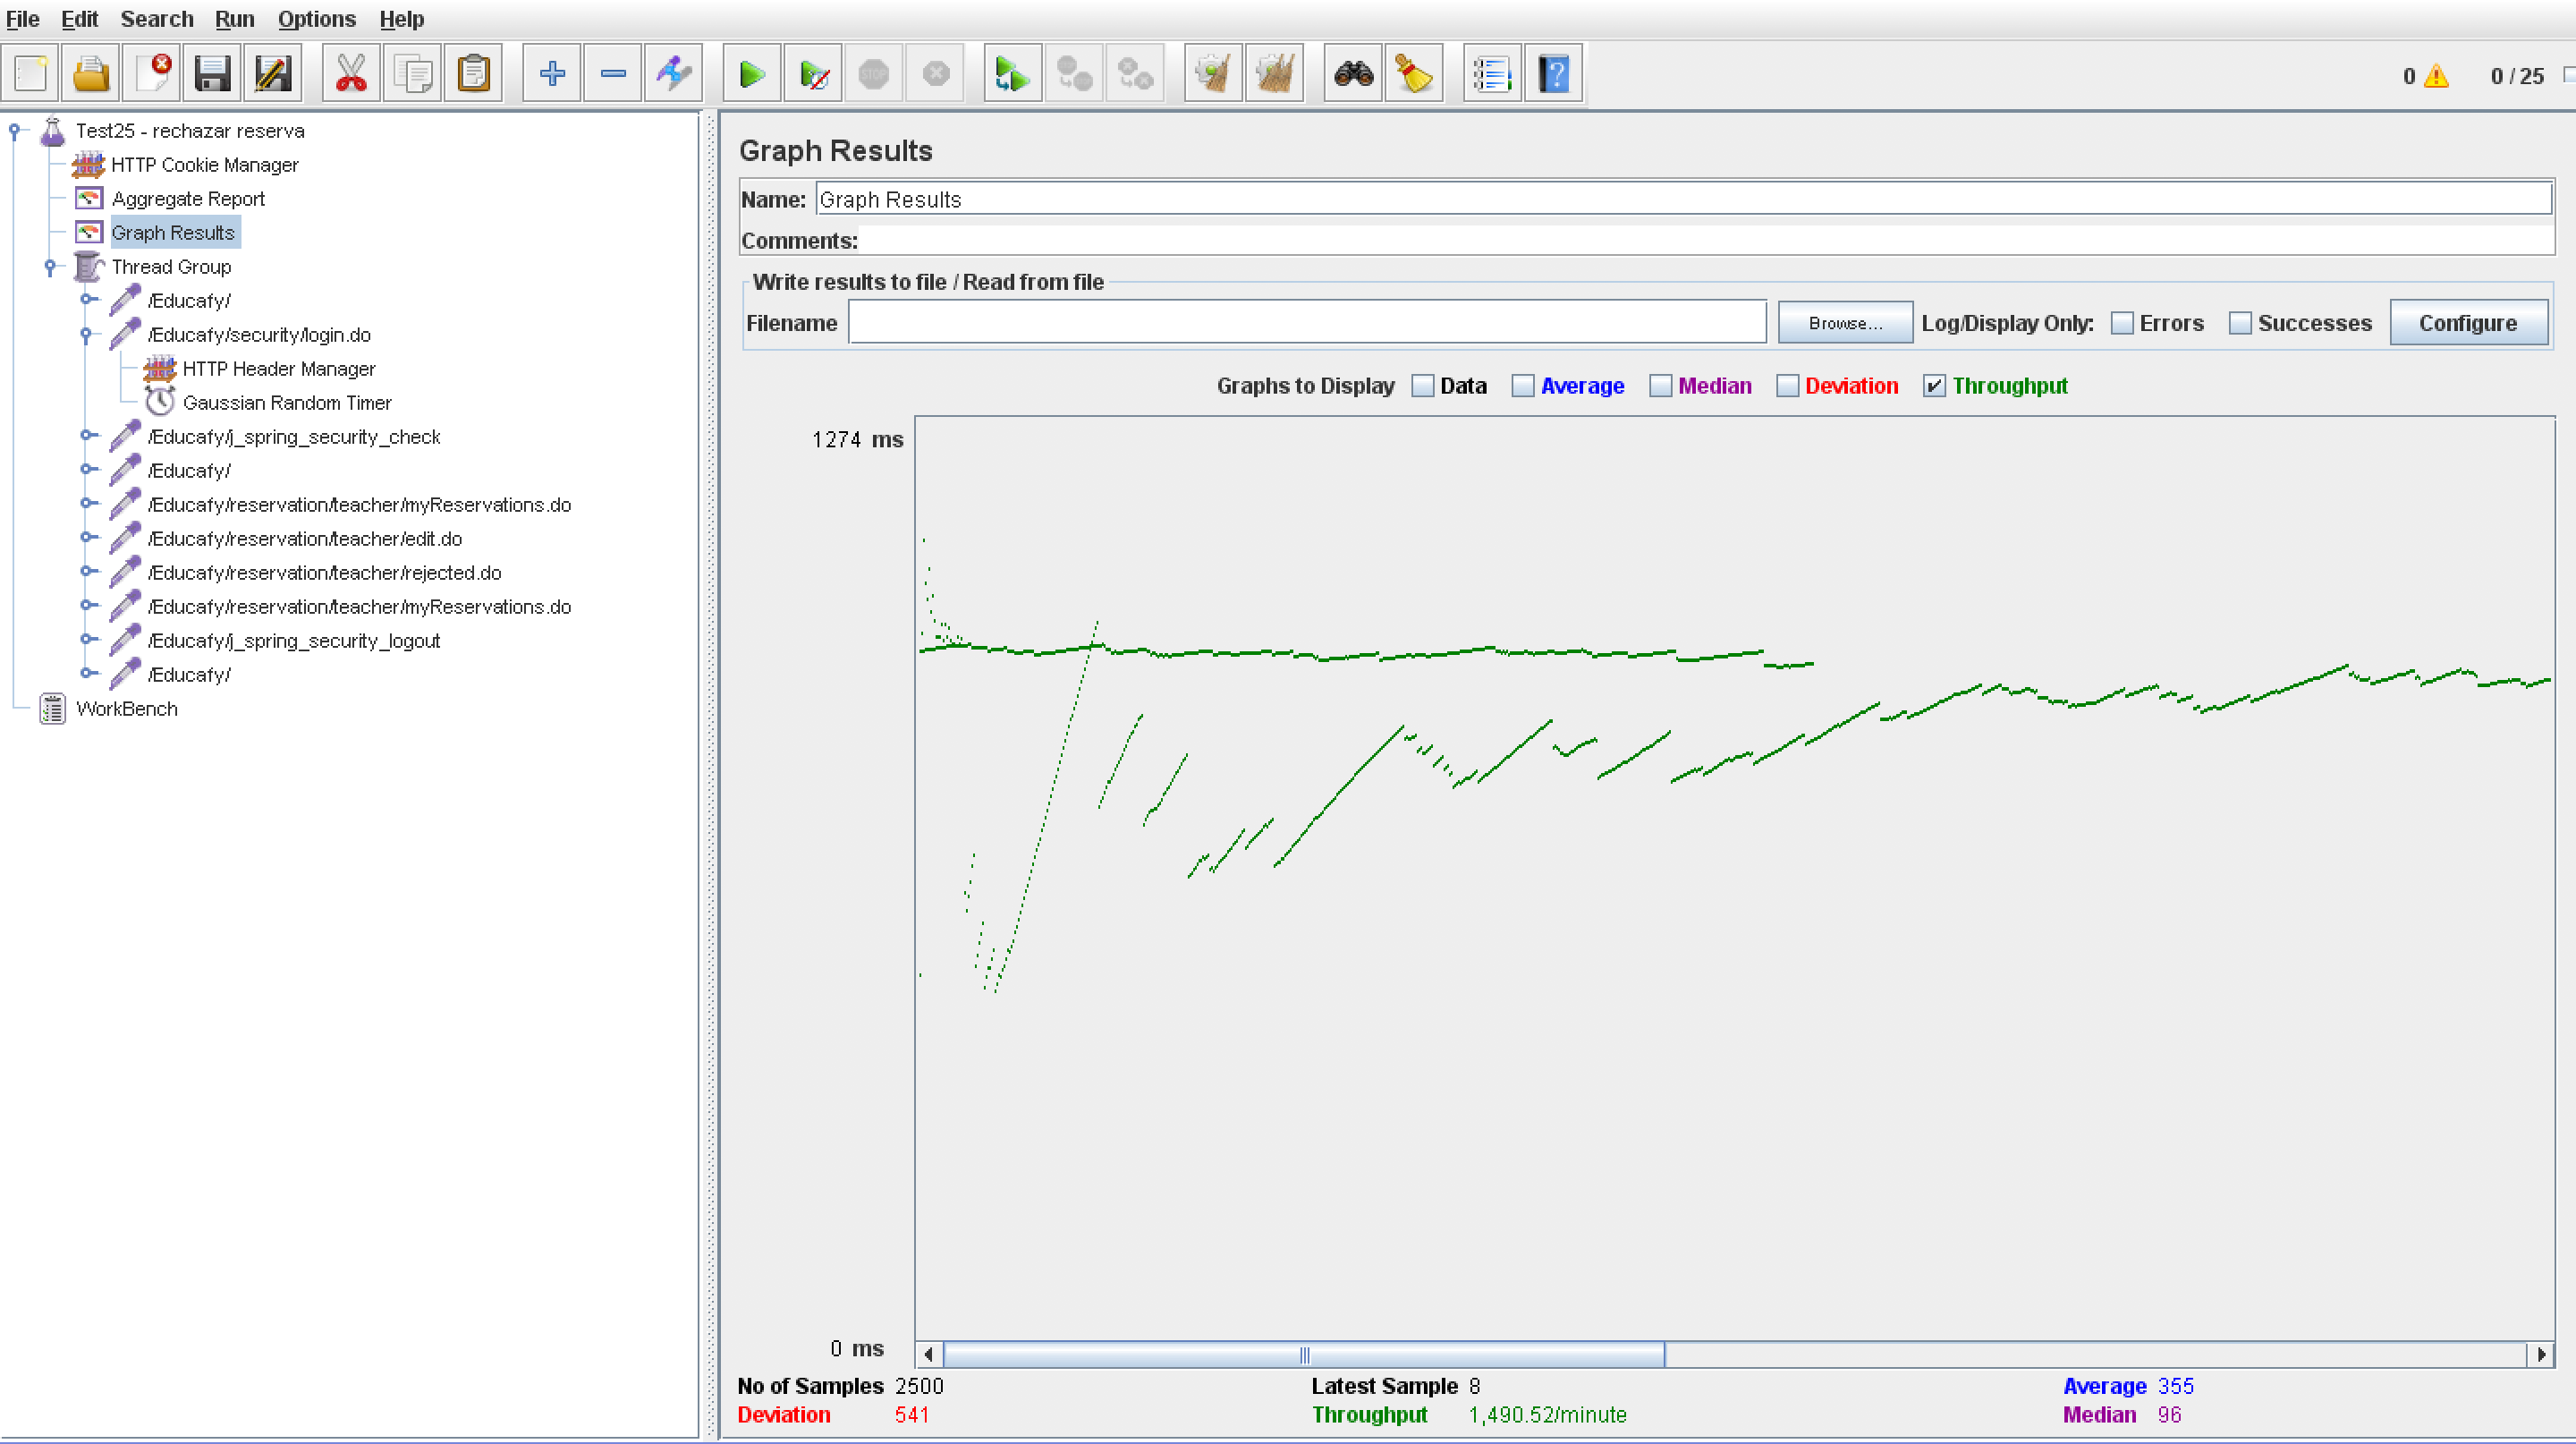 File Edit Search Run Options Help
STOP
0 0 / 25
Test25 - rechazar reserva
HTTP Cookie Manager
Aggregate Report
Graph Results
Thread Group
/Educafy/
/Educafy/security/login.do
HTTP Header Manager
Gaussian Random Timer
/Educafy/j_spring_security_check
/Educafy/
/Educafy/reservation/teacher/myReservations.do
/Educafy/reservation/teacher/edit.do
/Educafy/reservation/teacher/rejected.do
/Educafy/reservation/teacher/myReservations.do
/Educafy/j_spring_security_logout
/Educafy/
WorkBench
Graph Results
Name: Graph Results
Comments:
Write results to file / Read from file
Filename Browse... Log/Display Only: Errors Successes Configure
Graphs to Display Data Average Median Deviation Throughput
1274 ms
0 ms
No of Samples 2500 Latest Sample 8 Average 355
Deviation 541 Throughput 1,490.52/minute Median 96